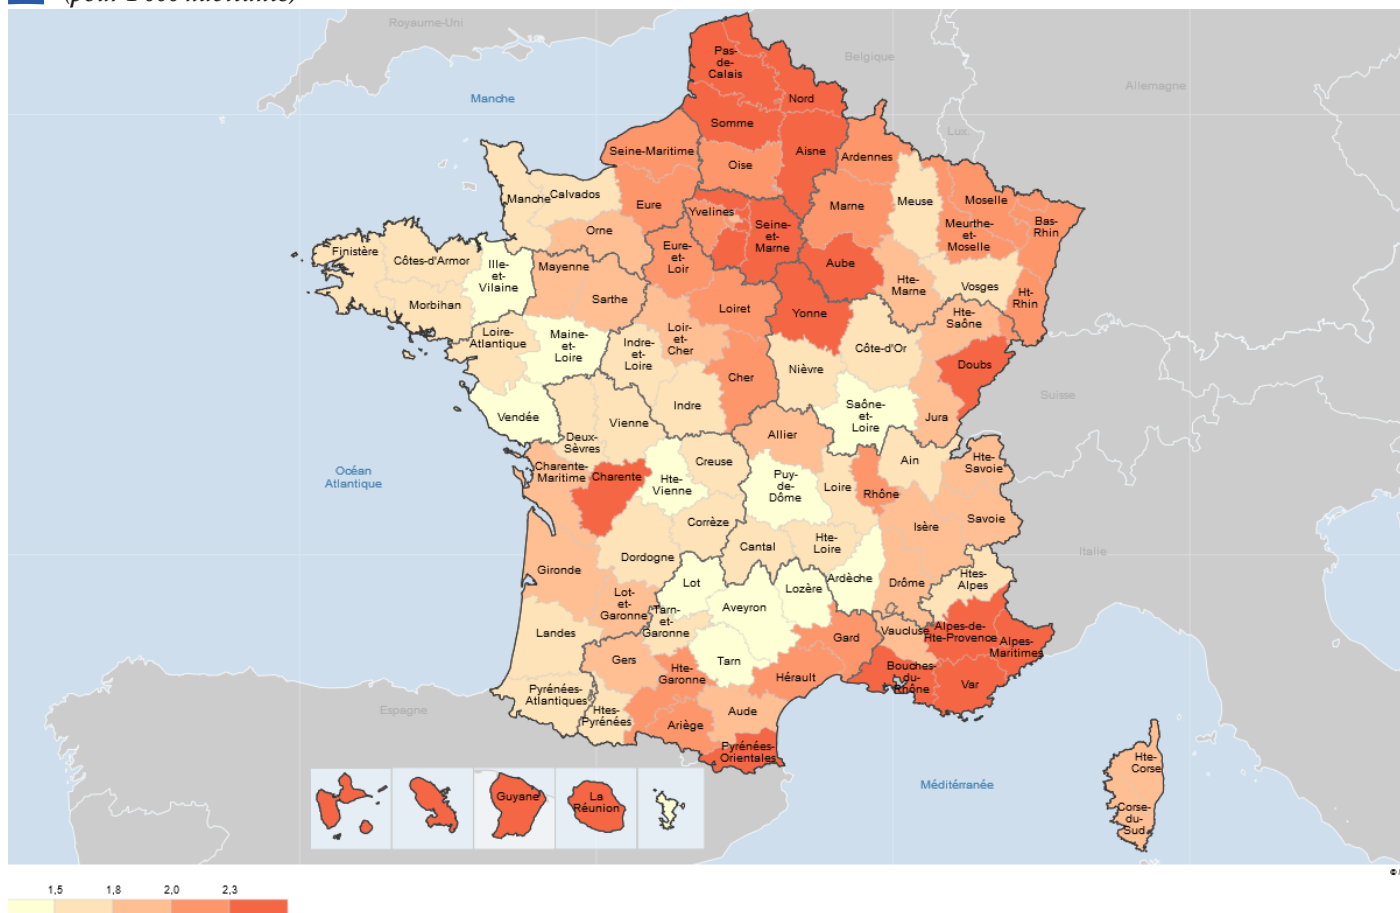 (pour 1 000 habitants)
Royaume-Uni
Belgique
Allemagne
Lux.
Manche
Pas-
de-
Calais
Nord
Somme
Seine-Maritime
Oise
Aisne
Ardennes
Manche
Calvados
Eure
Yvelines
Seine-
et-
Marne
Marne
Meuse
Moselle
Meurthe-
et-
Moselle
Bas-
Rhin
Orne
Eure-
et-
Loir
Aube
Hte-
Marne
Vosges
Ht-
Rhin
Finistère
Côtes-d'Armor
Ille-
et-
Vilaine
Mayenne
Morbihan
Sarthe
Loiret
Yonne
Hte-
Saône
Loire-
Atlantique
Maine-
et-
Loire
Indre-
et-
Loire
Loir-
et-
Cher
Cher
Nièvre
Côte-d'Or
Doubs
Suisse
Vendée
Deux-
Sèvres
Vienne
Indre
Allier
Saône-
et-
Loire
Jura
Océan
Atlantique
Charente-
Maritime
Charente
Hte-
Vienne
Creuse
Puy-
de-
Dôme
Loire
Rhône
Ain
Hte-
Savoie
Corrèze
Isère
Savoie
Italie
Gironde
Dordogne
Cantal
Hte-
Loire
Ardèche
Drôme
Htes-
Alpes
Lot-
et-
Garonne
Lot
Aveyron
Lozère
Landes
Tarn-
et-
Garonne
Tarn
Gard
Vaucluse
Alpes-de-
Hte-Provence
Alpes-
Maritimes
Gers
Hte-
Garonne
Hérault
Bouches-
du-
Rhône
Var
Pyrénées-
Atlantiques
Htes-
Pyrénées
Ariège
Aude
Pyrénées-
Orientales
Espagne
Méditérranée
Hte-
Corse
Corse-
du-
Sud
Guyane
La
Réunion
©
1,5 1,8 2,0 2,3